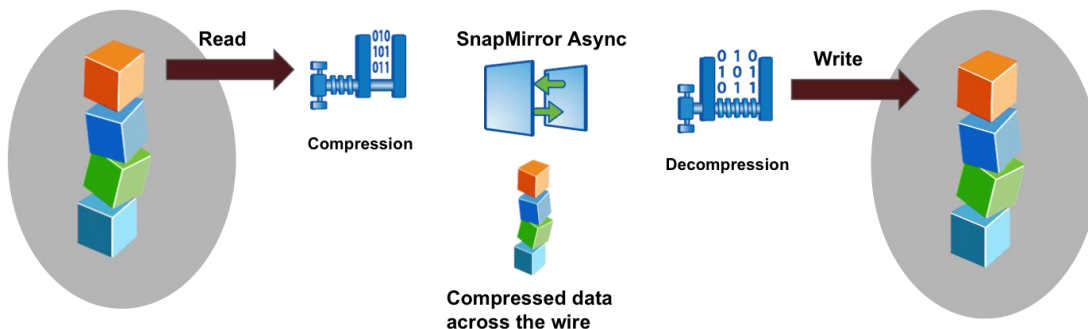 Read
010
101
011
Compression
SnapMirror Async
Compressed data
across the wire
0 1 0
1 0 1
0 1 1
Decompression
Write